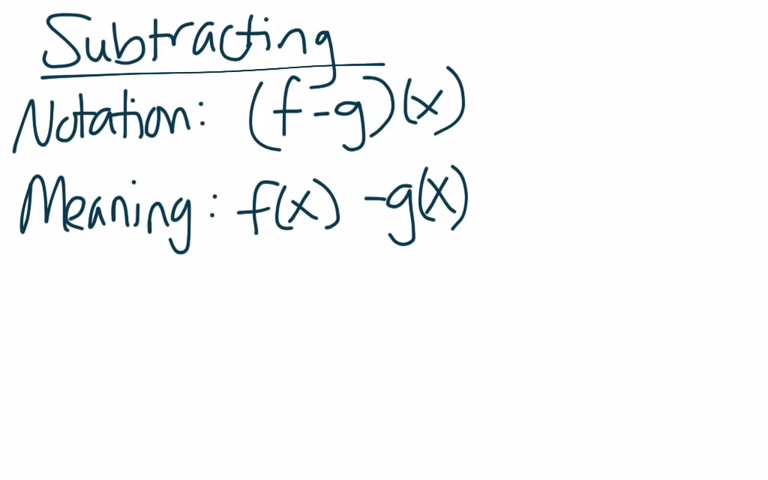 Subtracting
Notation: (f-g)(x)
Meaning: f(x) -g(x)